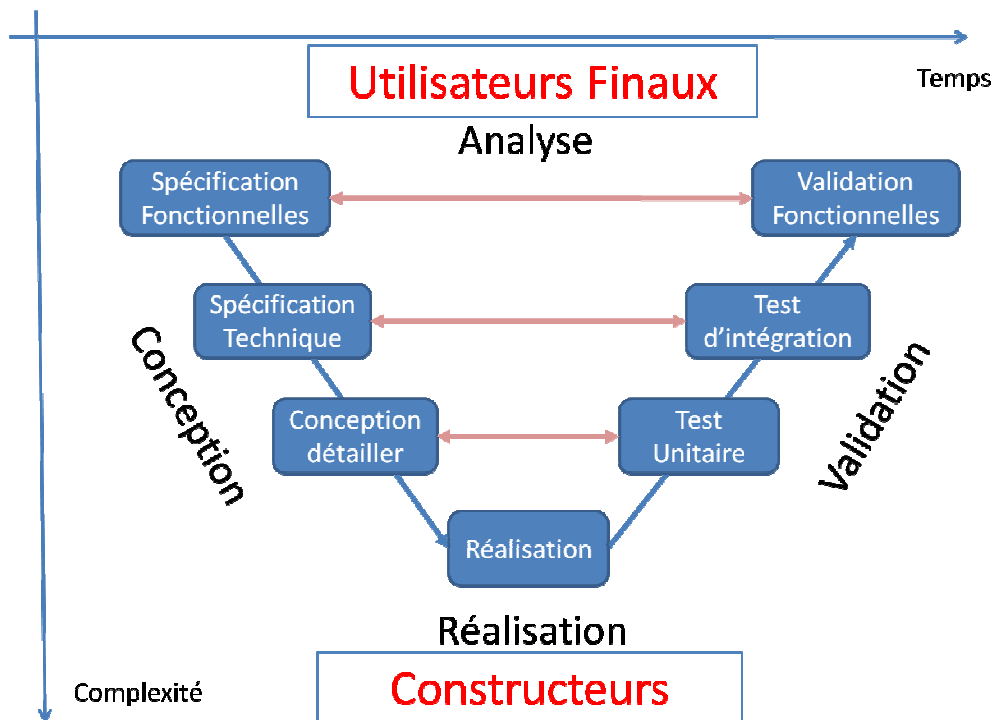 Temps
Utilisateurs Finaux
Analyse
Spécification
Fonctionnelles
Validation
Fonctionnelles
Spécification
Technique
Test
d'intégration
Conception
Validation
Conception
détailler
Test
Unitaire
Réalisation
Réalisation
Complexité
Constructeurs